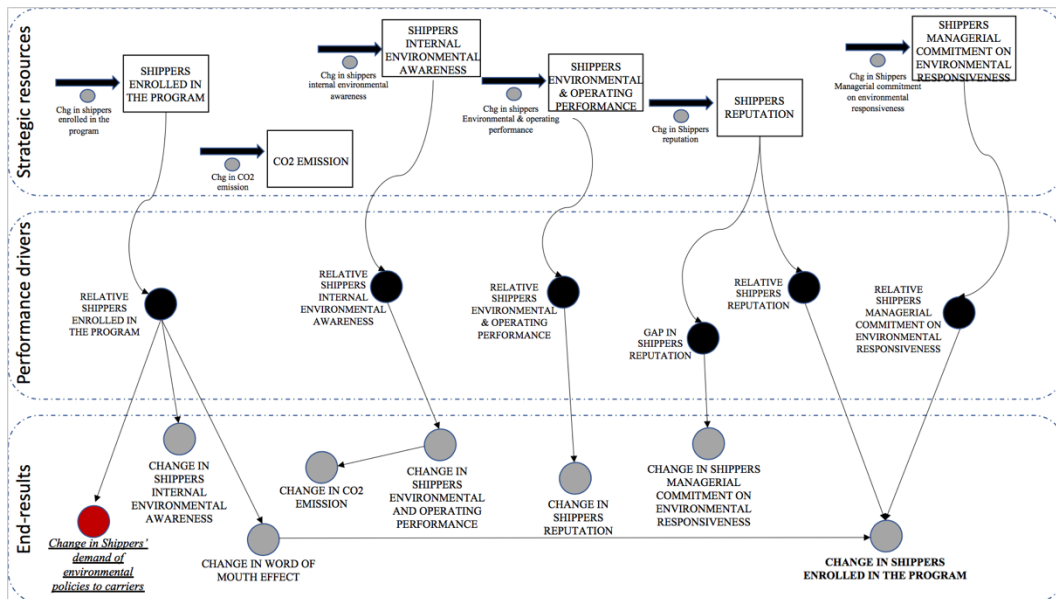 Strategic resources
SHIPPERS
ENROLLED IN
THE PROGRAM
Chg in shippers
enrolled in the
program
CO2 EMISSION
Chg in CO2
emission
SHIPPERS
INTERNAL
ENVIRONMENTAL
AWARENESS
Chg in shippers
internal environmental
awareness
SHIPPERS
ENVIRONMENTAL
& OPERATING
PERFORMANCE
Chg in shippers
Environmental & operating
performance
SHIPPERS
REPUTATION
Chg in Shippers
reputation
SHIPPERS
MANAGERIAL
COMMITMENT ON
ENVIRONMENTAL
RESPONSIVENESS
Chg in Shippers
Managerial commitment
on environmental
responsiveness
Performance drivers
RELATIVE
SHIPPERS
ENROLLED IN
THE PROGRAM
RELATIVE
SHIPPERS
INTERNAL
ENVIRONMENTAL
AWARENESS
RELATIVE
SHIPPERS
ENVIRONMENTAL
& OPERATING
PERFORMANCE
GAP IN
SHIPPERS
REPUTATION
RELATIVE
SHIPPERS
REPUTATION
RELATIVE
SHIPPERS
MANAGERIAL
COMMITMENT ON
ENVIRONMENTAL
RESPONSIVENESS
End-results
Change in Shippers'
demand of
environmental
policies to carriers
CHANGE IN
SHIPPERS
INTERNAL
ENVIRONMENTAL
AWARENESS
CHANGE IN WORD OF
MOUTH EFFECT
CHANGE IN CO2
EMISSION
CHANGE IN
SHIPPERS
ENVIRONMENTAL
AND OPERATING
PERFORMANCE
CHANGE IN
SHIPPERS
REPUTATION
CHANGE IN SHIPPERS
MANAGERIAL
COMMITMENT ON
ENVIRONMENTAL
RESPONSIVENESS
CHANGE IN SHIPPERS
ENROLLED IN THE PROGRAM